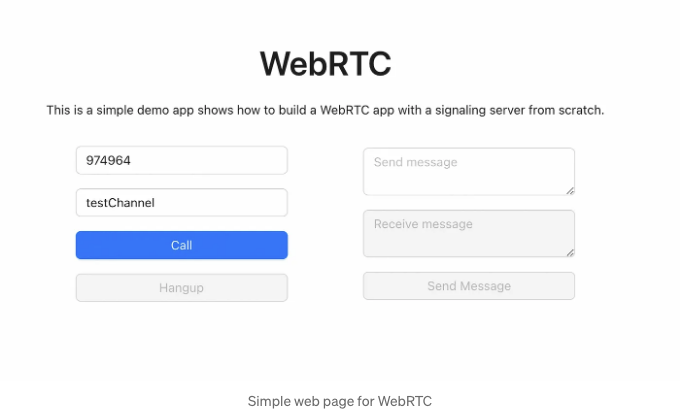 WebRTC
This is a simple demo app shows how to build a WebRTC app with a signaling server from scratch.
974964
testChannel
Call
Hangup
Send message
Receive message
Send Message
Simple web page for WebRTC